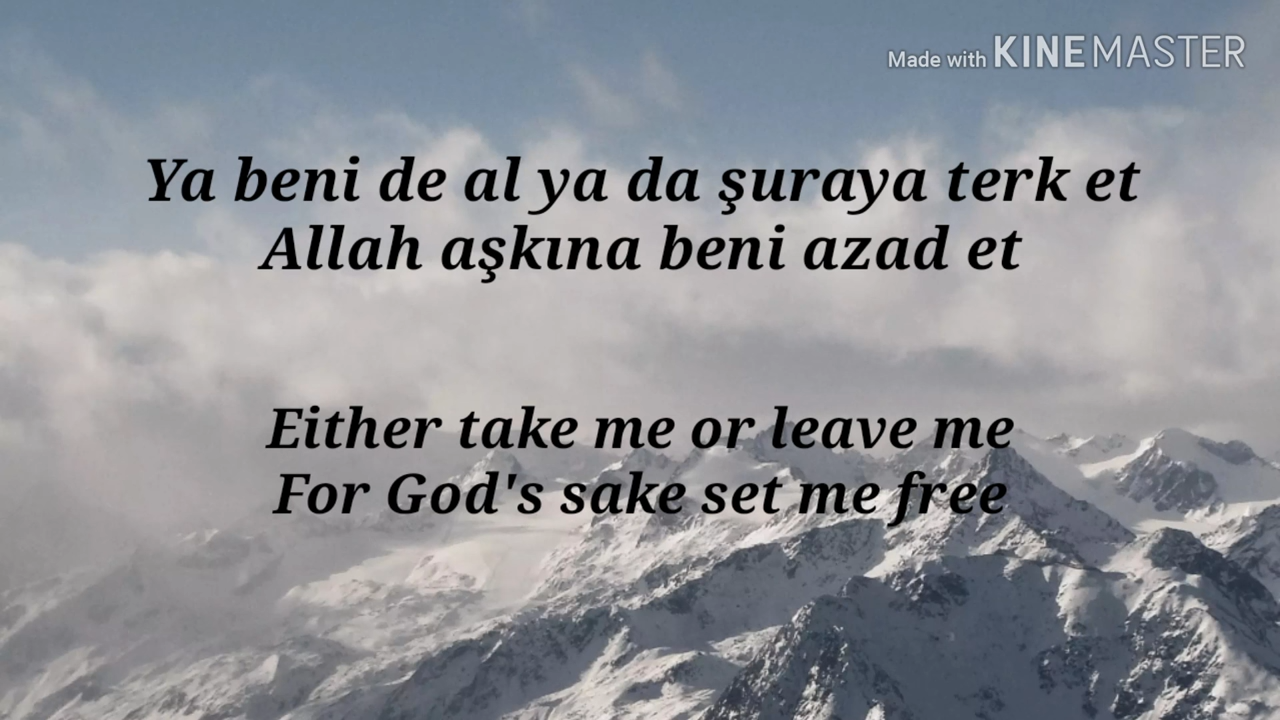 Made with KINEMASTER
Ya beni de al ya da şuraya terk et
Allah aşkına beni azad et
Either take me or leave me
For God's sake set me free